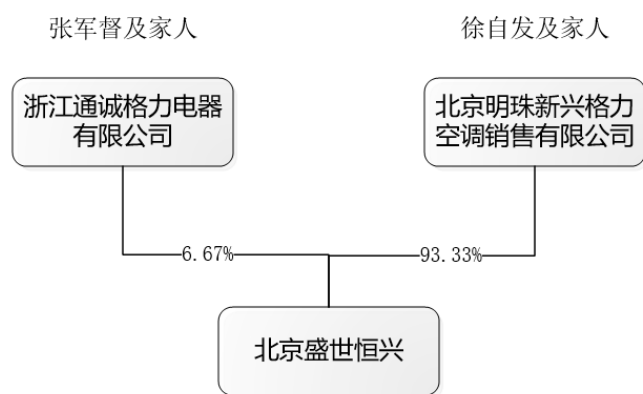 张军督及家人
徐自发及家人
浙江通诚格力电器
有限公司
北京明珠新兴格力
空调销售有限公司
6.67%
93.33%
北京盛世恒兴